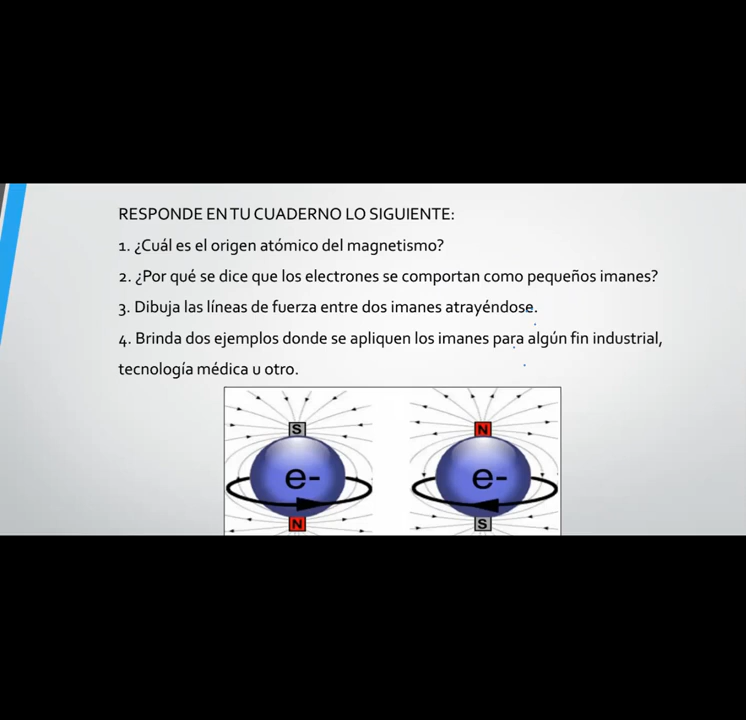 RESPONDE EN TU CUADERNO LO SIGUIENTE:
1. ¿Cuál es el origen atómico del magnetismo?
2. ¿Por qué se dice que los electrones se comportan como pequeños imanes?
3. Dibuja las líneas de fuerza entre dos imanes atrayéndose.
4. Brinda dos ejemplos donde se apliquen los imanes para algún fin industrial,
tecnología médica u otro.
S N
e- e-
N S